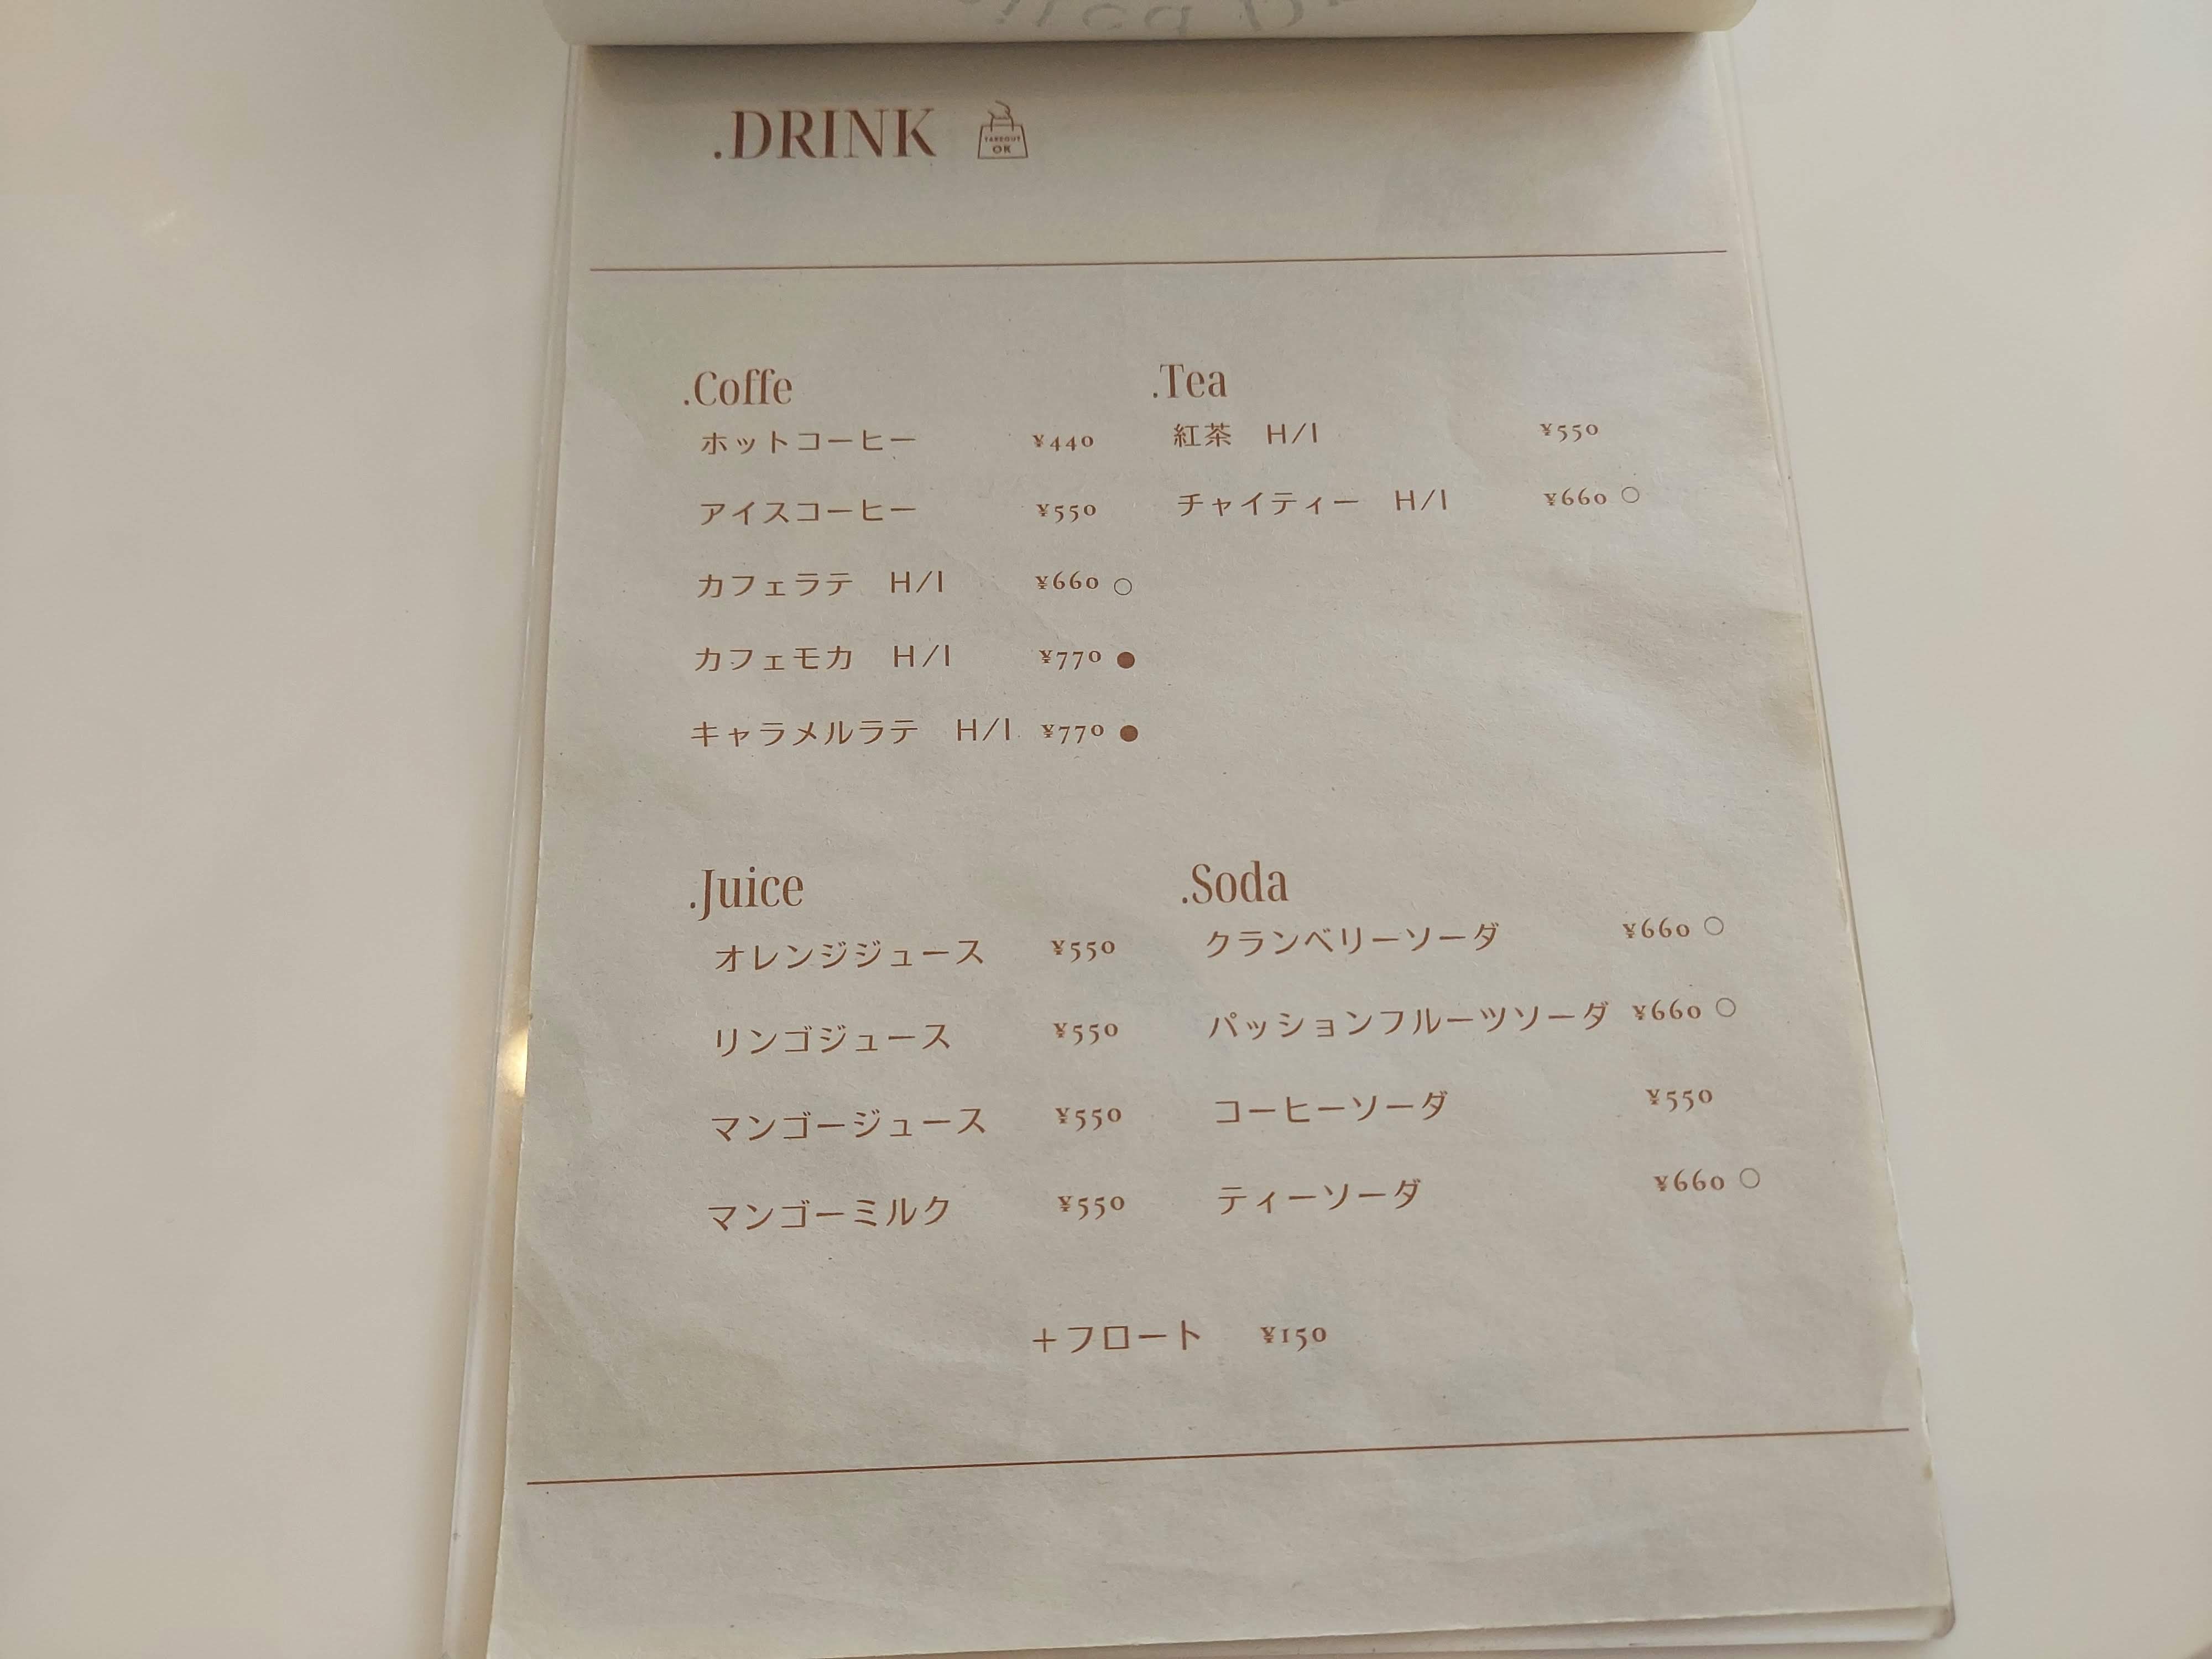 .DRINK
TAKEOUT
OK
.Coffe
ホットコーヒー ¥440
アイスコーヒー ¥550
カフェラテ H/I ¥660 ○
カフェモカ H/I ¥770 ●
キャラメルラテ H/I ¥770 ●
.Tea
紅茶 H/I ¥550
チャイティー H/I ¥660 ○
.Juice
オレンジジュース ¥550
リンゴジュース ¥550
マンゴージュース ¥550
マンゴーミルク ¥550
.Soda
クランベリーソーダ ¥660 ○
パッションフルーツソーダ ¥660 ○
コーヒーソーダ ¥550
ティーソーダ ¥660 ○
+フロート ¥150